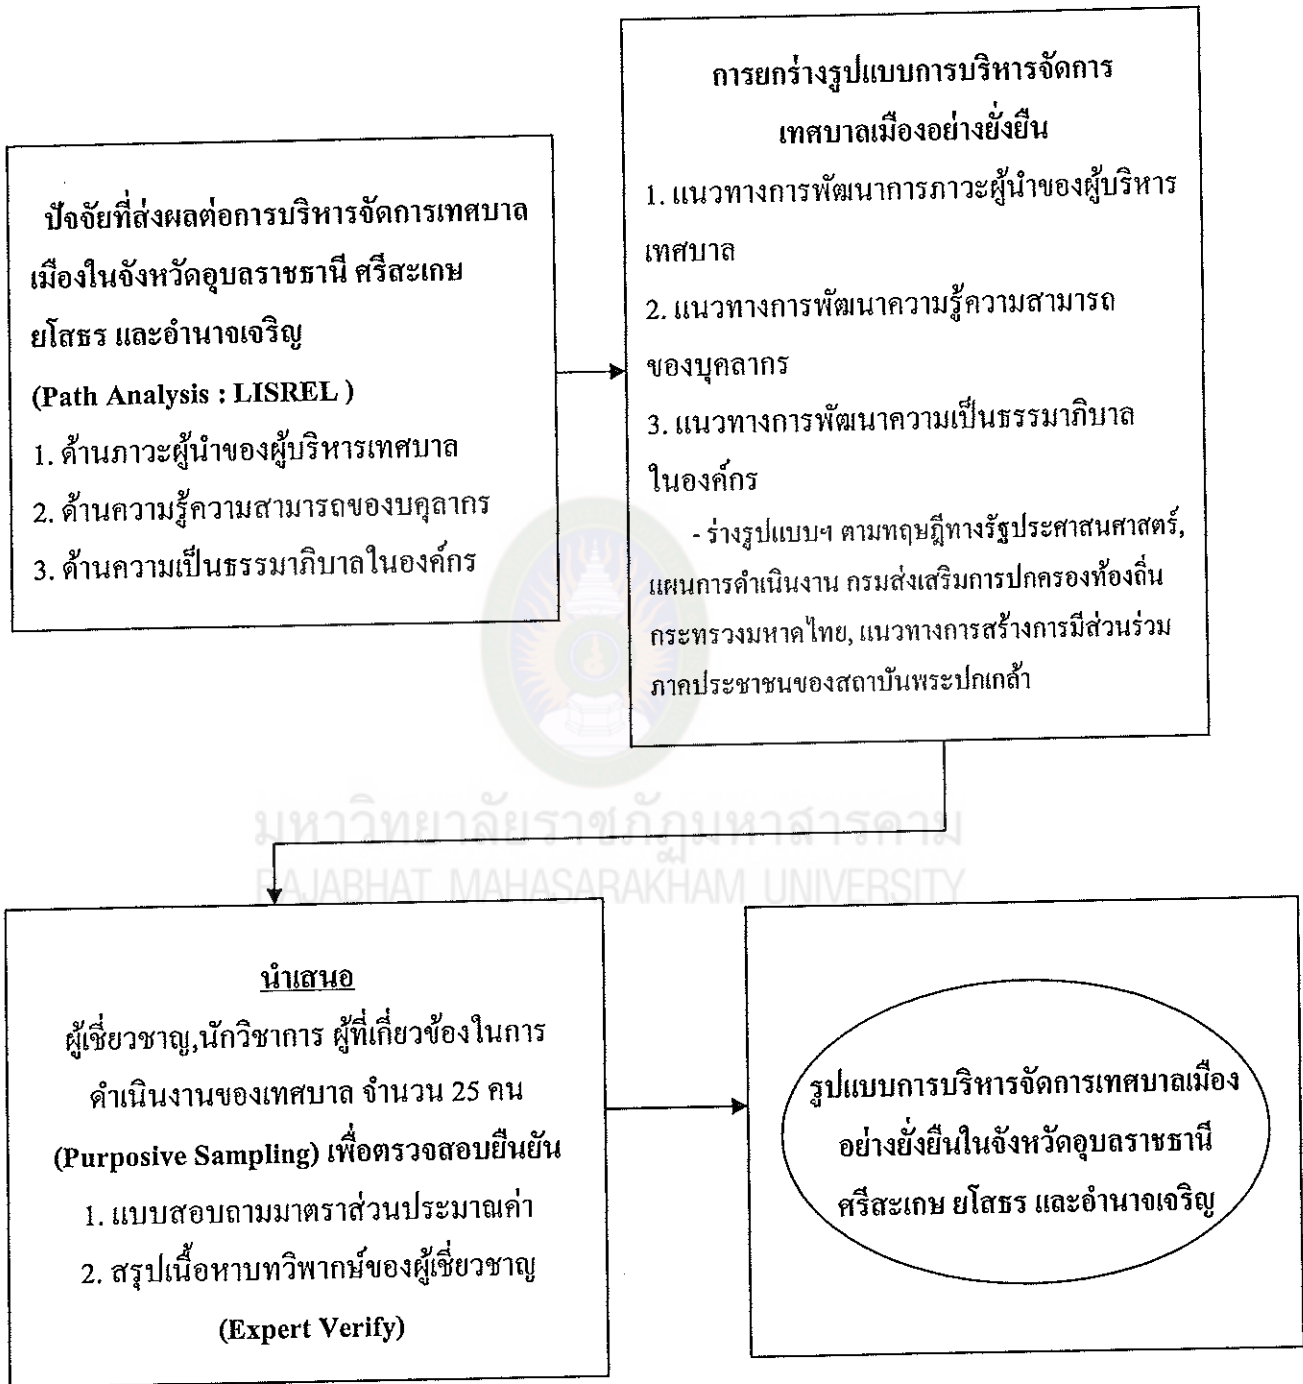 ปัจจัยที่ส่งผลต่อการบริหารจัดการเทศบาล
เมืองในจังหวัดอุบลราชธานี ศรีสะเกษ
ยโสธร และอำนาจเจริญ
(Path Analysis : LISREL )
1. ด้านภาวะผู้นำของผู้บริหารเทศบาล
2. ด้านความรู้ความสามารถของบคุลากร
3. ด้านความเป็นธรรมาภิบาลในองค์กร
การยกร่างรูปแบบการบริหารจัดการ
เทศบาลเมืองอย่างยั่งยืน
1. แนวทางการพัฒนาการภาวะผู้นำของผู้บริหาร
เทศบาล
2. แนวทางการพัฒนาความรู้ความสามารถ
ของบุคลากร
3. แนวทางการพัฒนาความเป็นธรรมาภิบาล
ในองค์กร
- ร่างรูปแบบฯ ตามทฤษฎีทางรัฐประศาสนศาสตร์,
แผนการดำเนินงาน กรมส่งเสริมการปกครองท้องถิ่น
กระทรวงมหาดไทย, แนวทางการสร้างการมีส่วนร่วม
ภาคประชาชนของสถาบันพระปกเกล้า
มหาวิทยาลัยราชภัฏมหาสารคาม
RAJABHAT MAHASARAKHAM UNIVERSITY
นำเสนอ
ผู้เชี่ยวชาญ,นักวิชาการ ผู้ที่เกี่ยวข้องในการ
ดำเนินงานของเทศบาล จำนวน 25 คน
(Purposive Sampling) เพื่อตรวจสอบยืนยัน
1. แบบสอบถามมาตราส่วนประมาณค่า
2. สรุปเนื้อหาบทวิพากษ์ของผู้เชี่ยวชาญ
(Expert Verify)
รูปแบบการบริหารจัดการเทศบาลเมือง
อย่างยั่งยืนในจังหวัดอุบลราชธานี
ศรีสะเกษ ยโสธร และอำนาจเจริญ